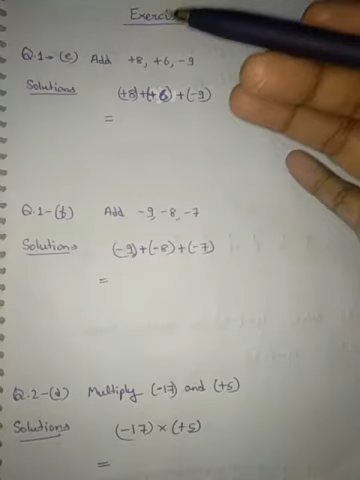 Q.1-(e) Add +8, +6, -9
Solutions (+8)+(+6)+(-9)
=
Q.1-(f) Add -9, -8, -7
Solutions (-9)+(-8)+(-7)
=
Q.2-(a) Multiply (-17) and (+5)
Solutions (-17) × (+5)
=